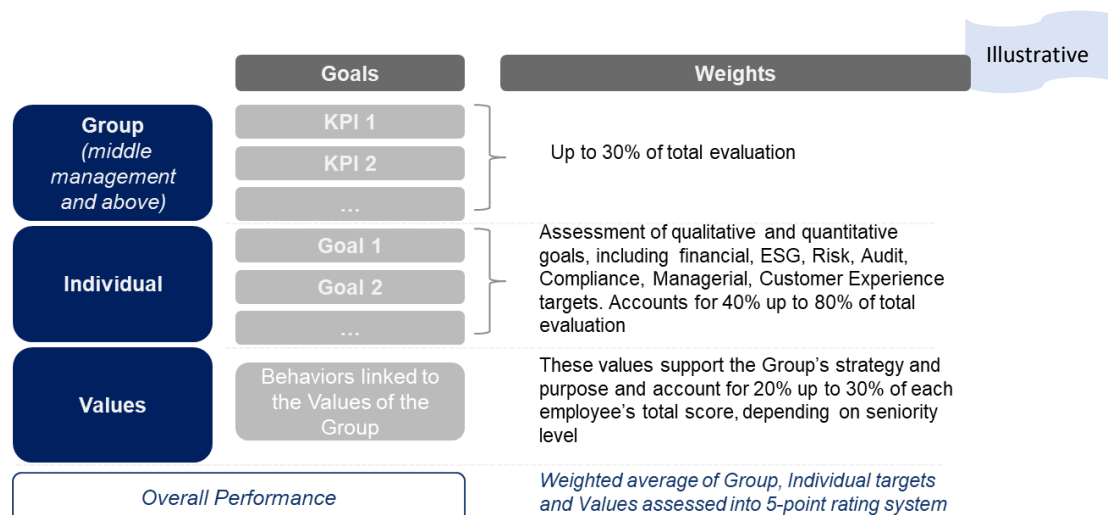 Illustrative
Goals
Weights
Group
(middle
management
and above)
KPI 1
KPI 2
...
Up to 30% of total evaluation
Individual
Goal 1
Goal 2
...
Assessment of qualitative and quantitative
goals, including financial, ESG, Risk, Audit,
Compliance, Managerial, Customer Experience
targets. Accounts for 40% up to 80% of total
evaluation
Values
Behaviors linked to
the Values of the
Group
These values support the Group’s strategy and
purpose and account for 20% up to 30% of each
employee’s total score, depending on seniority
level
Overall Performance
Weighted average of Group, Individual targets
and Values assessed into 5-point rating system